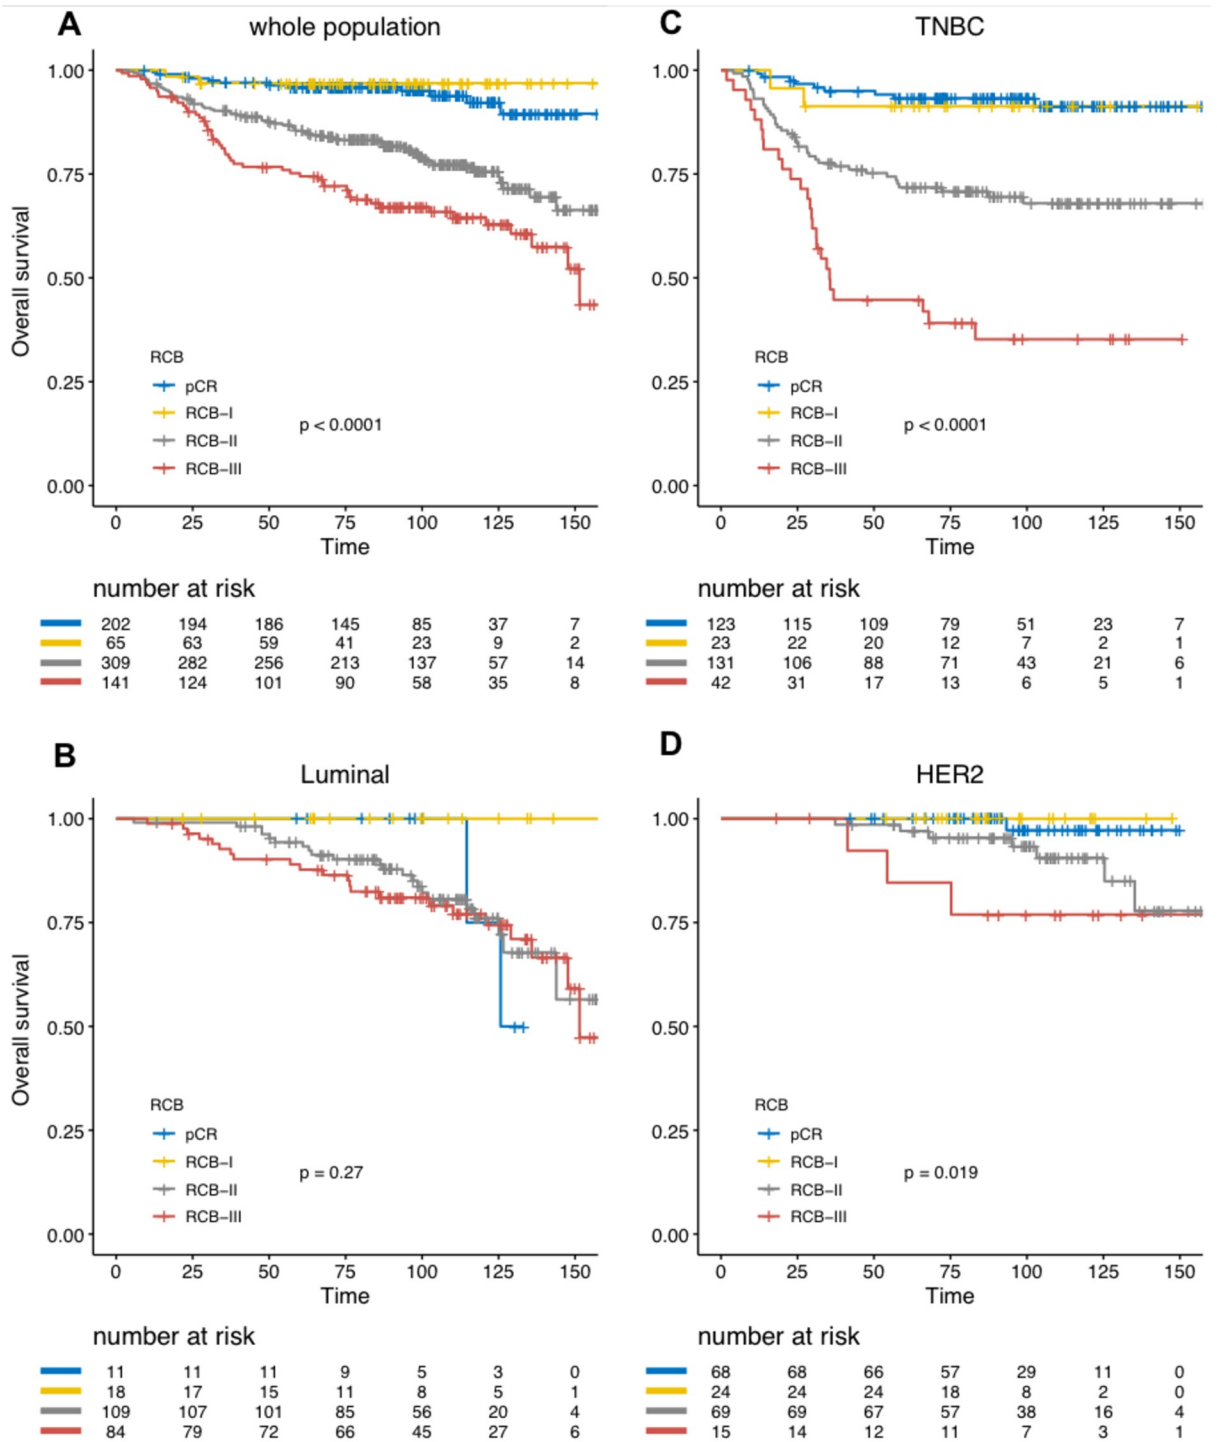 A
whole population
1.00
0.75
0.50
0.25
0.00
Overall survival
RCB
pCR
RCB-I
RCB-II
RCB-III
p < 0.0001
0 25 50 75 100 125 150
Time
number at risk
202 194 186 145 85 37 7
65 63 59 41 23 9 2
309 282 256 213 137 57 14
141 124 101 90 58 35 8
C
TNBC
1.00
0.75
0.50
0.25
0.00
RCB
pCR
RCB-I
RCB-II
RCB-III
p < 0.0001
0 25 50 75 100 125 150
Time
number at risk
123 115 109 79 51 23 7
23 22 20 12 7 2 1
131 106 88 71 43 21 6
42 31 17 13 6 5 1
B
Luminal
1.00
0.75
0.50
0.25
0.00
Overall survival
RCB
pCR
RCB-I
RCB-II
RCB-III
p = 0.27
0 25 50 75 100 125 150
Time
number at risk
11 11 11 9 5 3 0
18 17 15 11 8 5 1
109 107 101 85 56 20 4
84 79 72 66 45 27 6
D
HER2
1.00
0.75
0.50
0.25
0.00
RCB
pCR
RCB-I
RCB-II
RCB-III
p = 0.019
0 25 50 75 100 125 150
Time
number at risk
68 68 66 57 29 11 0
24 24 24 18 8 2 0
69 69 67 57 38 16 4
15 14 12 11 7 3 1